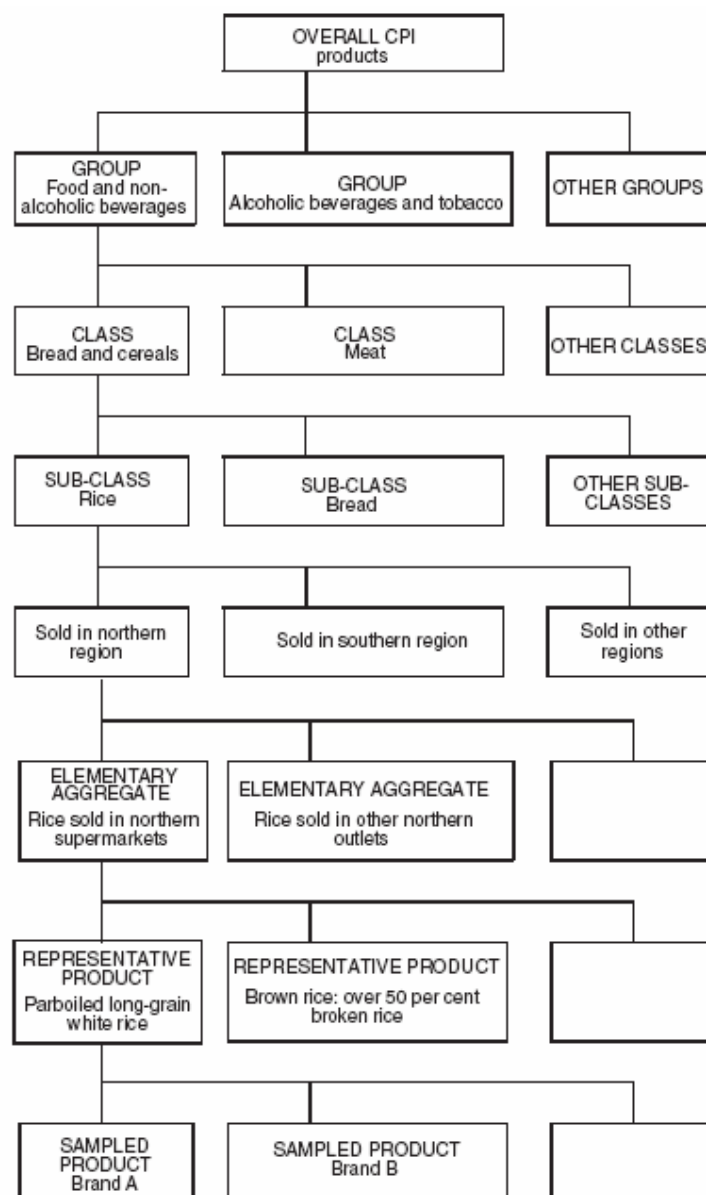 OVERALL CPI
products
GROUP
Food and non-
alcoholic beverages
GROUP
Alcoholic beverages and tobacco
OTHER GROUPS
CLASS
Bread and cereals
CLASS
Meat
OTHER CLASSES
SUB-CLASS
Rice
SUB-CLASS
Bread
OTHER SUB-
CLASSES
Sold in northern
region
Sold in southern region
Sold in other
regions
ELEMENTARY
AGGREGATE
Rice sold in northern
supermarkets
ELEMENTARY AGGREGATE
Rice sold in other northern
outlets
REPRESENTATIVE
PRODUCT
Parboiled long-grain
white rice
REPRESENTATIVE PRODUCT
Brown rice: over 50 per cent
broken rice
SAMPLED
PRODUCT
Brand A
SAMPLED PRODUCT
Brand B